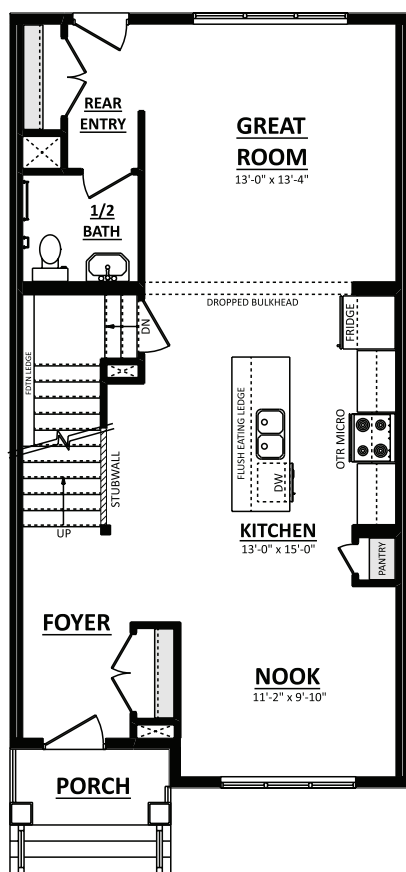 REAR
ENTRY
GREAT
ROOM
13'-0" x 13'-4"
1/2
BATH
DROPPED BULKHEAD
DN
FRIDGE
FDTN LEDGE
FLUSH EATING LEDGE
OTR MICRO
STUBWALL
DW
UP
KITCHEN
13'-0" x 15'-0"
PANTRY
FOYER
NOOK
11'-2" x 9'-10"
PORCH